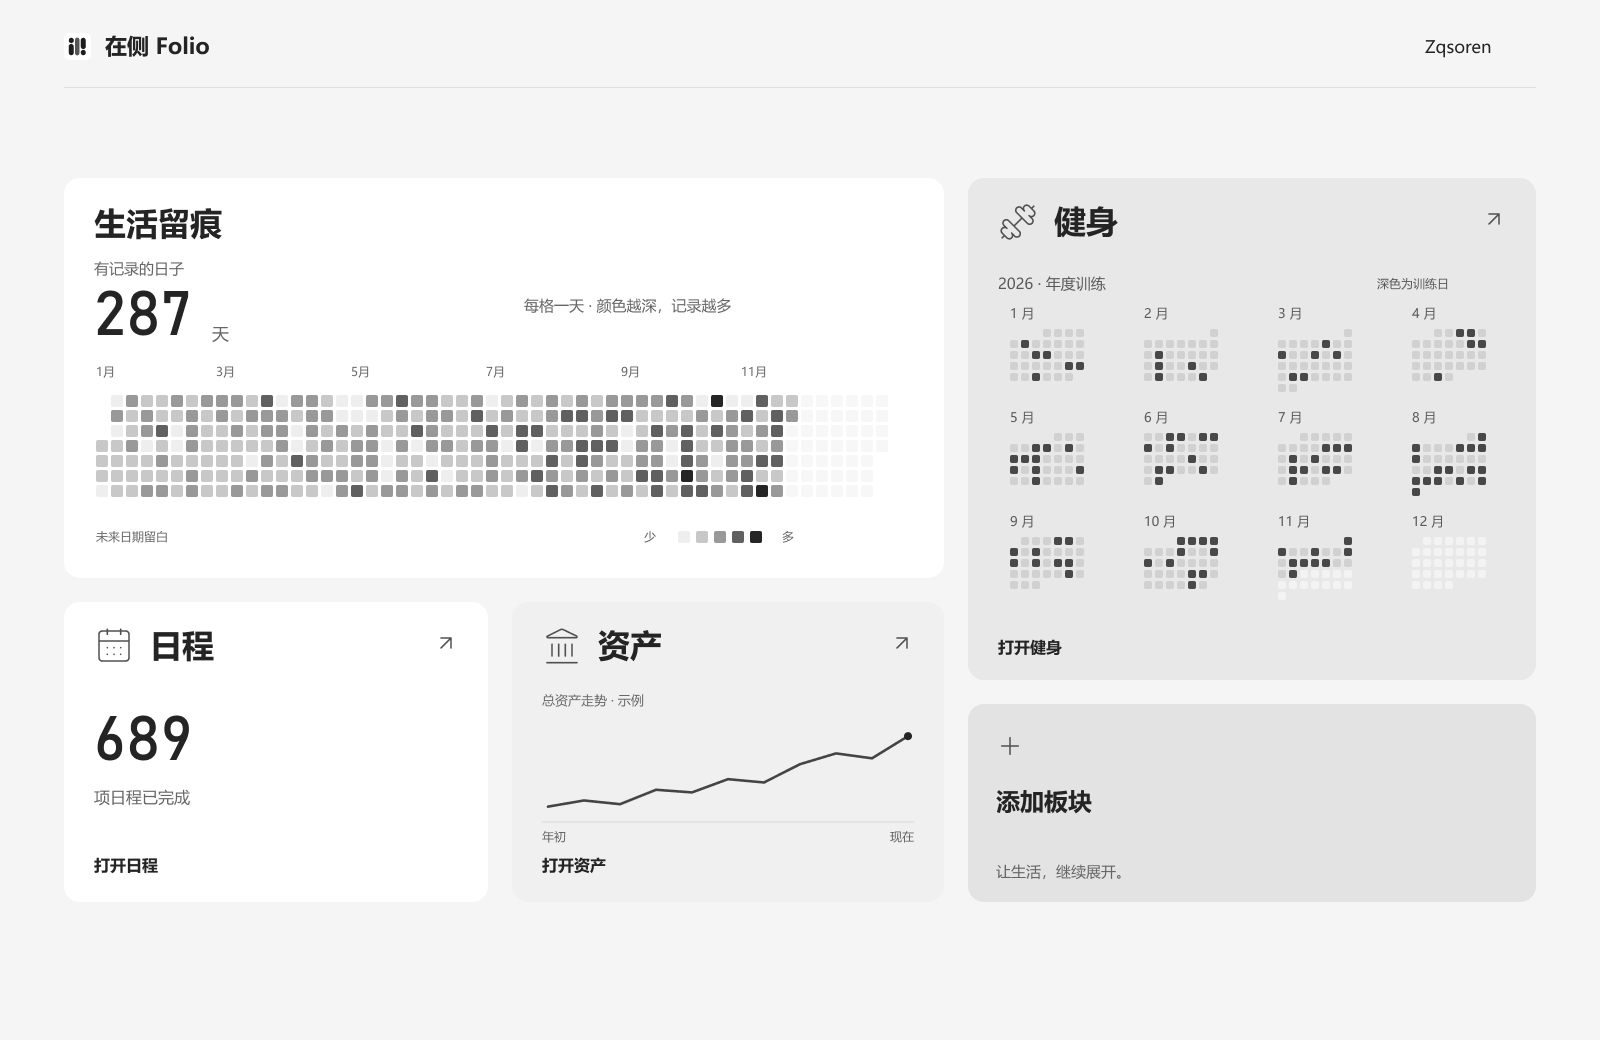 在侧 Folio
Zqsoren
生活留痕
有记录的日子
287 天
每格一天 · 颜色越深，记录越多
1月 3月 5月 7月 9月 11月
未来日期留白
少 多
健身
2026 · 年度训练
深色为训练日
1 月 2 月 3 月 4 月
5 月 6 月 7 月 8 月
9 月 10 月 11 月 12 月
打开健身
日程
689
项日程已完成
打开日程
资产
总资产走势 · 示例
年初 现在
打开资产
添加板块
让生活，继续展开。